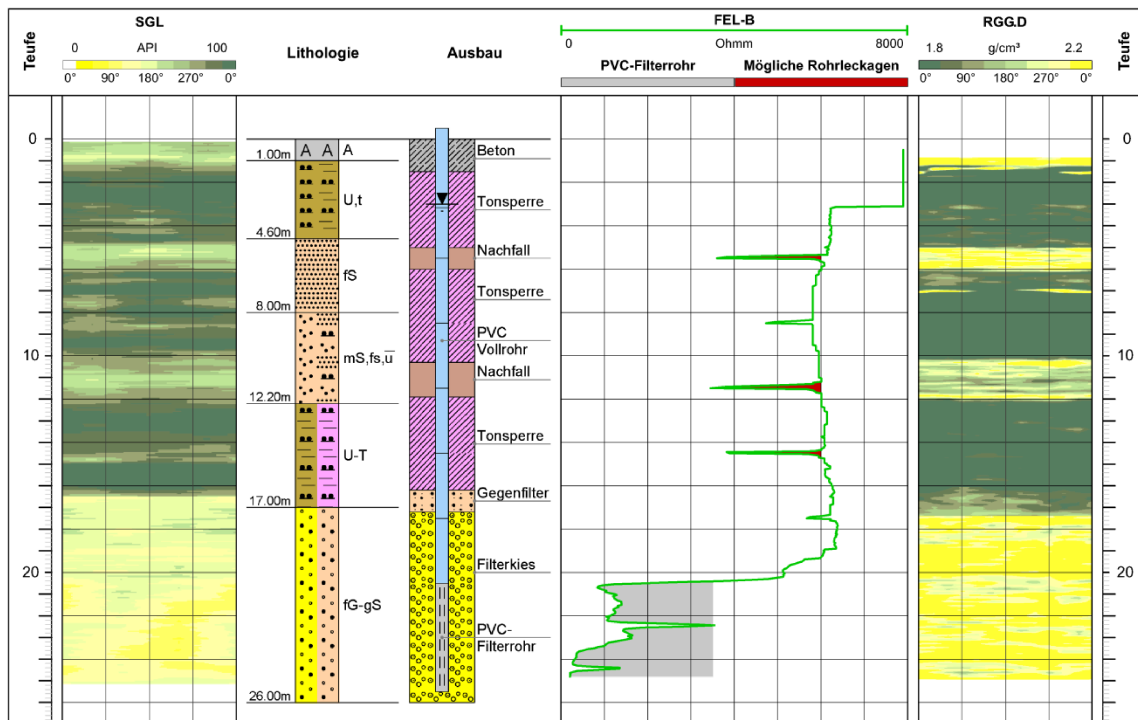 SGL
0 API 100
0° 90° 180° 270° 0°
Teufe
Lithologie
Ausbau
FEL-B
0 Ohmm 8000
PVC-Filterrohr
Mögliche Rohrleckagen
RGG.D
1.8 g/cm³ 2.2
0° 90° 180° 270° 0°
Teufe
0
10
20
1.00m
4.60m
8.00m
12.20m
17.00m
26.00m
A A
A
U,t
fS
mS,fs,u̅
U-T
fG-gS
Beton
Tonsperre
Nachfall
Tonsperre
PVC
Vollrohr
Nachfall
Tonsperre
Gegenfilter
Filterkies
PVC-
Filterrohr
0
10
20